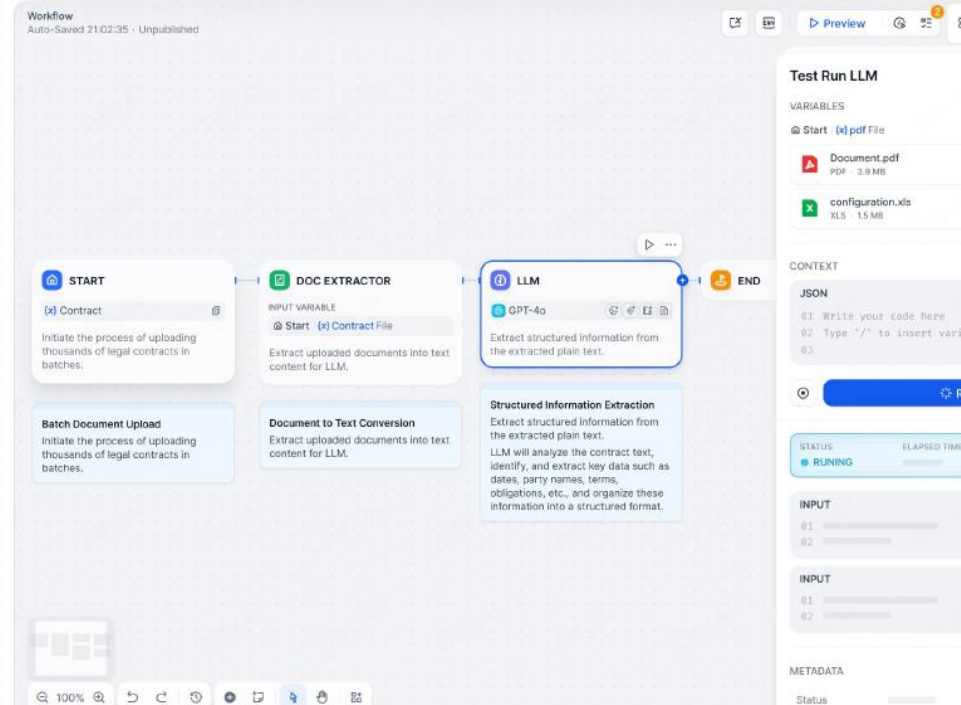 Workflow
Auto-Saved 21:02:35 · Unpublished
ENV
Preview
2
START
{x} Contract
Initiate the process of uploading
thousands of legal contracts in
batches.
Batch Document Upload
Initiate the process of uploading
thousands of legal contracts in
batches.
DOC EXTRACTOR
INPUT VARIABLE
Start {x} Contract File
Extract uploaded documents into text
content for LLM.
Document to Text Conversion
Extract uploaded documents into text
content for LLM.
LLM
GPT-4o
Extract structured information from
the extracted plain text.
Structured Information Extraction
Extract structured information from
the extracted plain text.
LLM will analyze the contract text,
identify, and extract key data such as
dates, party names, terms,
obligations, etc., and organize these
information into a structured format.
END
Test Run LLM
VARIABLES
Start {x} pdf File
Document.pdf
PDF · 3.9 MB
configuration.xls
XLS · 1.5 MB
CONTEXT
JSON
01 Write your code here
02 Type '/' to insert vari
03
R
STATUS ELAPSED TIME
RUNING
INPUT
01
02
INPUT
01
02
METADATA
Status
100%